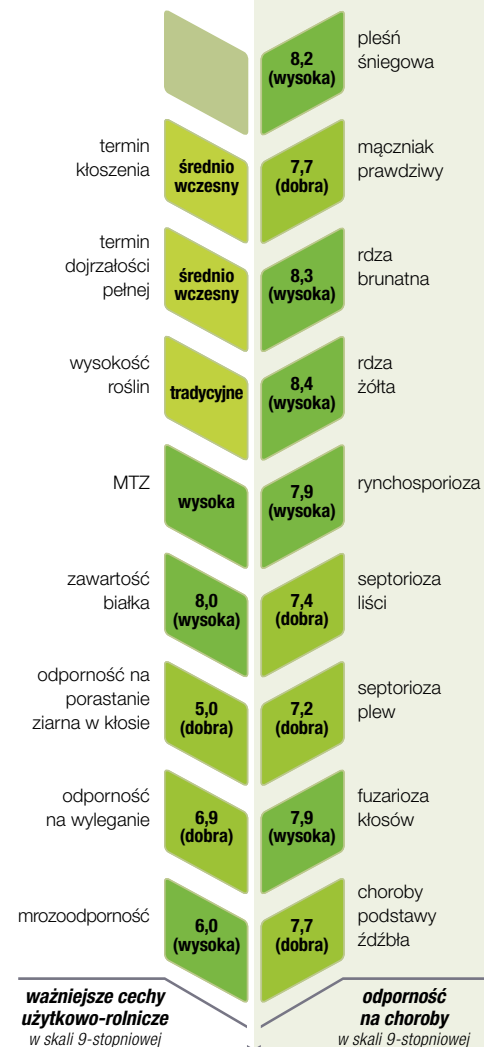 8,2
(wysoka)
pleśń
śniegowa
termin
kłoszenia
średnio
wczesny
7,7
(dobra)
mączniak
prawdziwy
termin
dojrzałości
pełnej
średnio
wczesny
8,3
(wysoka)
rdza
brunatna
wysokość
roślin
tradycyjne
8,4
(wysoka)
rdza
żółta
MTZ
wysoka
7,9
(wysoka)
rynchosporioza
zawartość
białka
8,0
(wysoka)
7,4
(dobra)
septorioza
liści
odporność na
porastanie
ziarna w kłosie
5,0
(dobra)
7,2
(dobra)
septorioza
plew
odporność
na wyleganie
6,9
(dobra)
7,9
(wysoka)
fuzarioza
kłosów
mrozoodporność
6,0
(wysoka)
7,7
(dobra)
choroby
podstawy
źdźbła
ważniejsze cechy
użytkowo-rolnicze
w skali 9-stopniowej
odporność
na choroby
w skali 9-stopniowej